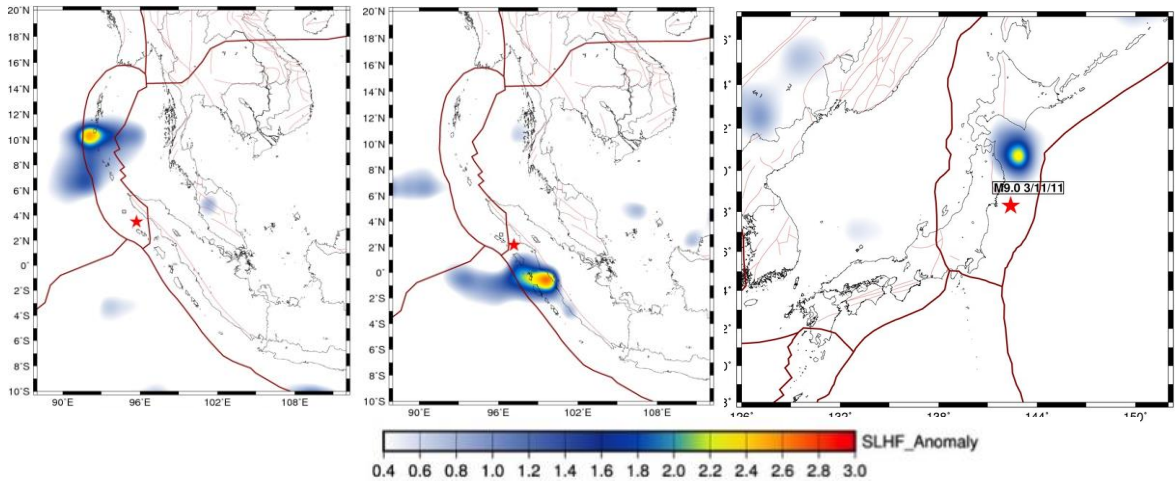 20˚N
18˚N
16˚N
14˚N
12˚N
10˚N
8˚N
6˚N
4˚N
2˚N
0˚
2˚S
4˚S
6˚S
8˚S
10˚S
90˚E 96˚E 102˚E 108˚E
20˚N
18˚N
16˚N
14˚N
12˚N
10˚N
8˚N
6˚N
4˚N
2˚N
0˚
2˚S
4˚S
6˚S
8˚S
10˚S
90˚E 96˚E 102˚E 108˚E
M9.0 3/11/11
132˚ 138˚ 144˚ 150˚
SLHF_Anomaly
0.4 0.6 0.8 1.0 1.2 1.4 1.6 1.8 2.0 2.2 2.4 2.6 2.8 3.0